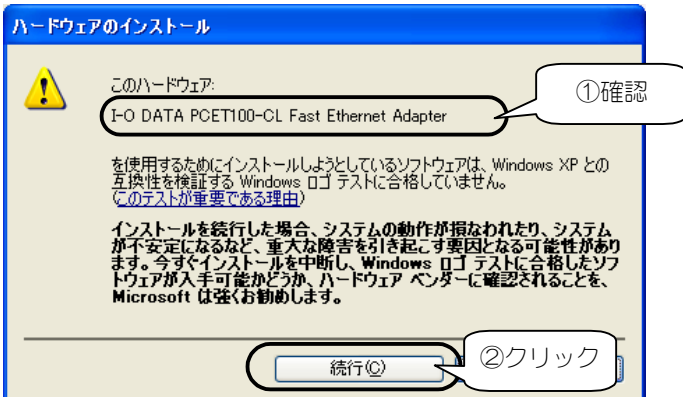 ハードウェアのインストール
このハードウェア:
I-O DATA PCET100-CL Fast Ethernet Adapter
①確認
を使用するためにインストールしようとしているソフトウェアは、Windows XP との
互換性を検証する Windows ロゴ テストに合格していません。
(このテストが重要である理由)
インストールを続行した場合、システムの動作が損なわれたり、システム
が不安定になるなど、重大な障害を引き起こす要因となる可能性があり
ます。今すぐインストールを中断し、Windows ロゴ テストに合格したソフ
トウェアが入手可能かどうか、ハードウェア ベンダーに確認されることを、
Microsoft は強くお勧めします。
続行(C)
②クリック